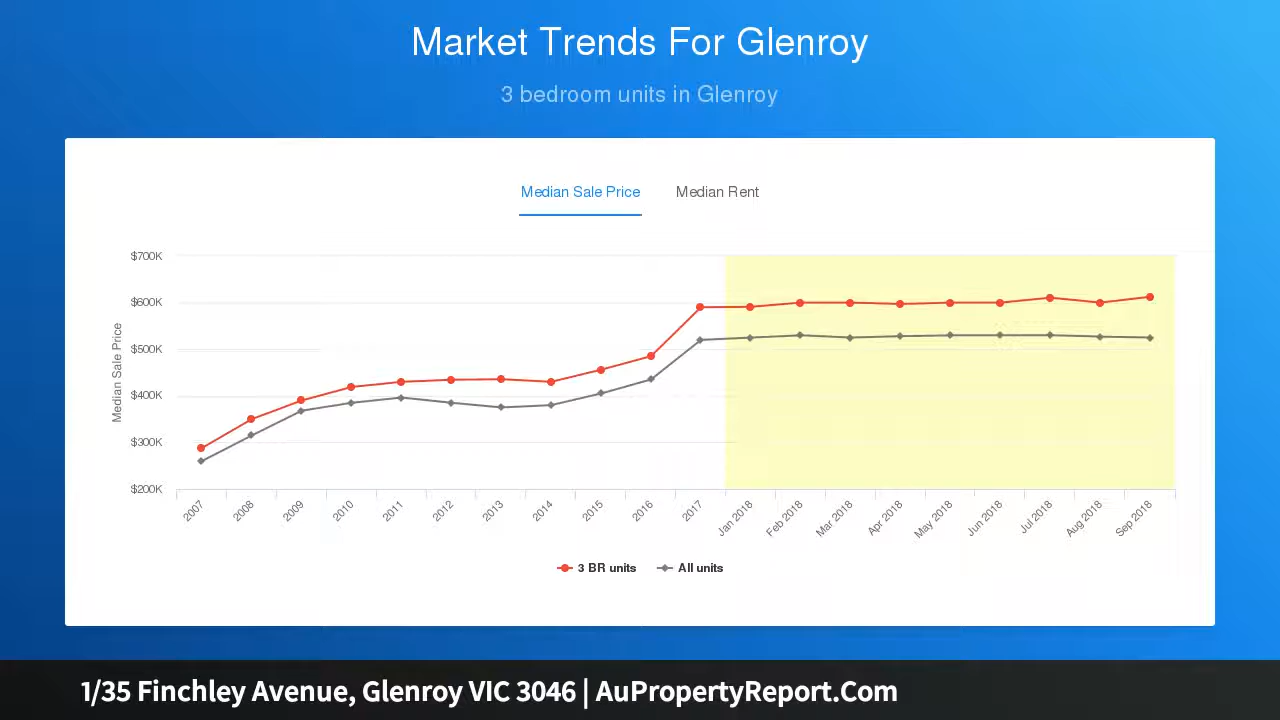 Market Trends For Glenroy
3 bedroom units in Glenroy
Median Sale Price Median Rent
$700K
$600K
$500K
$400K
$300K
$200K
Median Sale Price
2007 2008 2009 2010 2011 2012 2013 2014 2015 2016 2017 Jan 2018 Feb 2018 Mar 2018 Apr 2018 May 2018 Jun 2018 Jul 2018 Aug 2018 Sep 2018
3 BR units All units
1/35 Finchley Avenue, Glenroy VIC 3046 | AuPropertyReport.Com